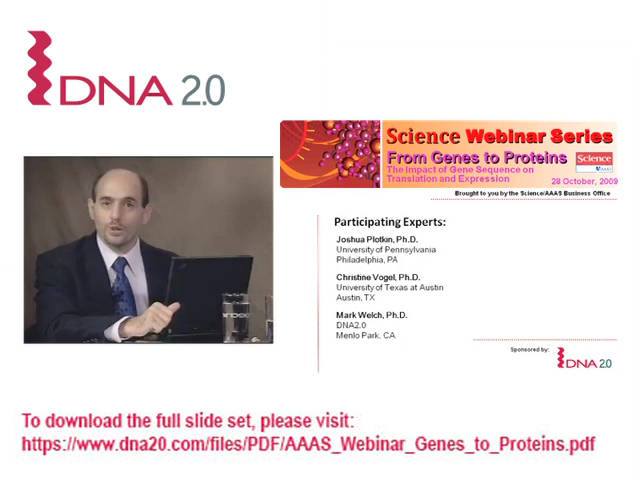 DNA 2.0
Science Webinar Series
From Genes to Proteins
The Impact of Gene Sequence on
Translation and Expression
Science
AAAS
28 October, 2009
Brought to you by the Science/AAAS Business Office
Participating Experts:
Joshua Plotkin, Ph.D.
University of Pennsylvania
Philadelphia, PA
Christine Vogel, Ph.D.
University of Texas at Austin
Austin, TX
Mark Welch, Ph.D.
DNA2.0
Menlo Park, CA
Sponsored by:
DNA 2.0
To download the full slide set, please visit:
https://www.dna20.com/files/PDF/AAAS_Webinar_Genes_to_Proteins.pdf